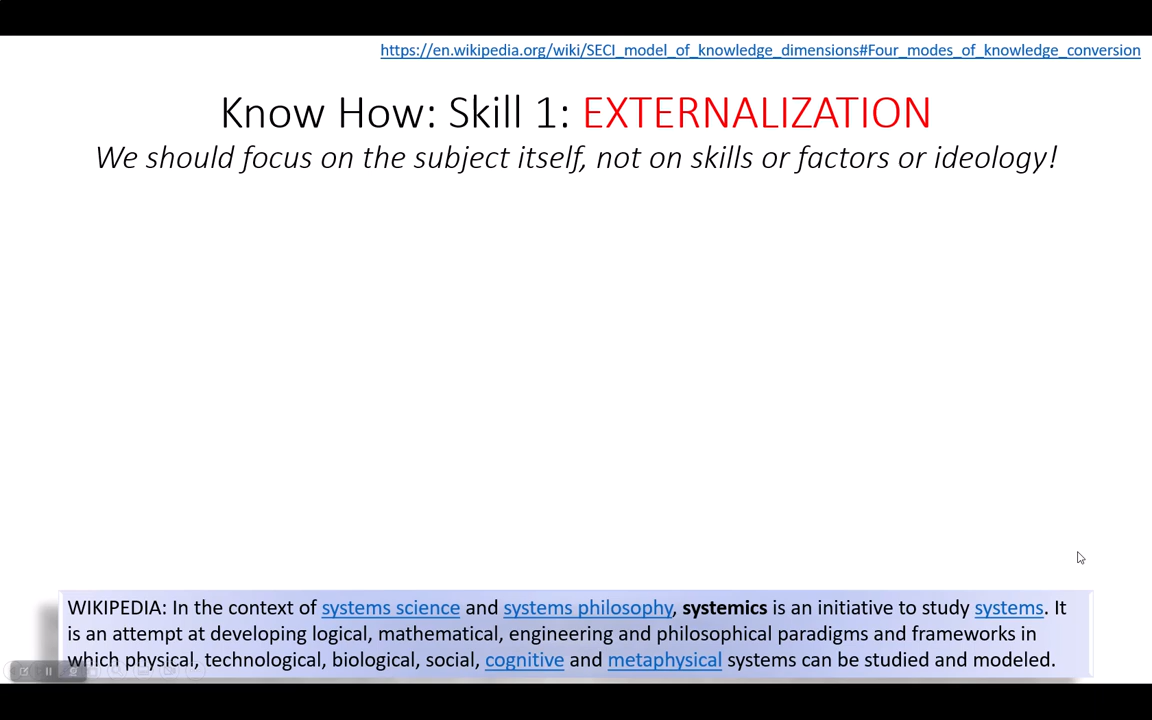 https://en.wikipedia.org/wiki/SECI_model_of_knowledge_dimensions#Four_modes_of_knowledge_conversion
Know How: Skill 1: EXTERNALIZATION
We should focus on the subject itself, not on skills or factors or ideology!
WIKIPEDIA: In the context of systems science and systems philosophy, systemics is an initiative to study systems. It
is an attempt at developing logical, mathematical, engineering and philosophical paradigms and frameworks in
which physical, technological, biological, social, cognitive and metaphysical systems can be studied and modeled.